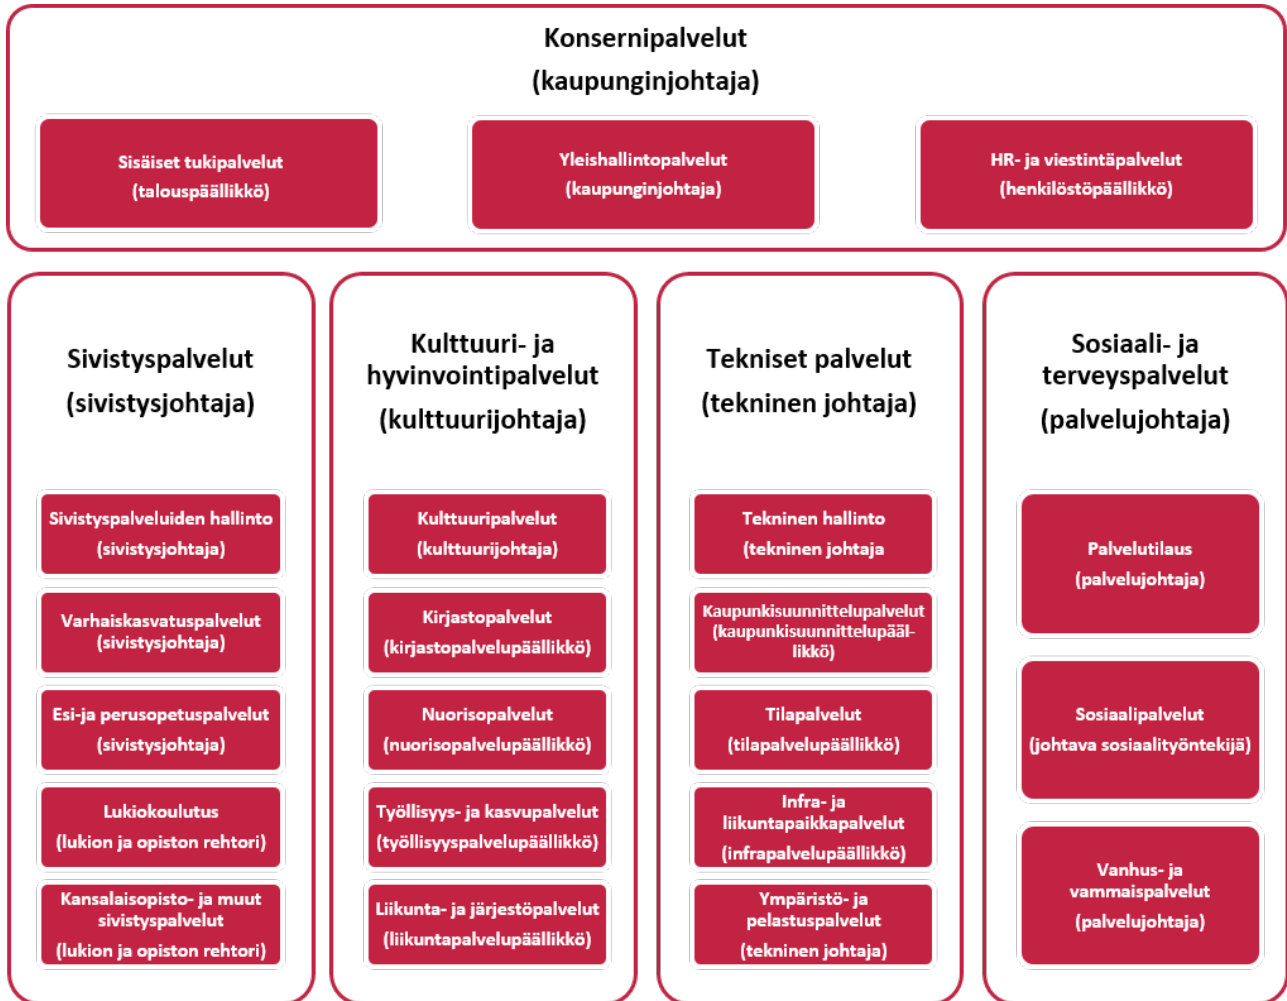 Konsernipalvelut
(kaupunginjohtaja)
Sisäiset tukipalvelut
(talouspäällikkö)
Yleishallintopalvelut
(kaupunginjohtaja)
HR- ja viestintäpalvelut
(henkilöstöpäällikkö)
Sivistyspalvelut
(sivistysjohtaja)
Sivistyspalveluiden hallinto
(sivistysjohtaja)
Varhaiskasvatuspalvelut
(sivistysjohtaja)
Esi-ja perusopetuspalvelut
(sivistysjohtaja)
Lukiokoulutus
(lukion ja opiston rehtori)
Kansalaisopisto- ja muut
sivistyspalvelut
(lukion ja opiston rehtori)
Kulttuuri- ja
hyvinvointipalvelut
(kulttuurijohtaja)
Kulttuuripalvelut
(kulttuurijohtaja)
Kirjastopalvelut
(kirjastopalvelupäällikkö)
Nuorisopalvelut
(nuorisopalvelupäällikkö)
Työllisyys- ja kasvupalvelut
(työllisyyspalvelupäällikkö)
Liikunta- ja järjestöpalvelut
(liikuntapalvelupäällikkö)
Tekniset palvelut
(tekninen johtaja)
Tekninen hallinto
(tekninen johtaja
Kaupunkisuunnittelupalvelut
(kaupunkisuunnittelupääl-
likkö)
Tilapalvelut
(tilapalvelupäällikkö)
Infra- ja
liikuntapaikkapalvelut
(infrapalvelupäällikkö)
Ympäristö- ja
pelastuspalvelut
(tekninen johtaja)
Sosiaali- ja
terveyspalvelut
(palvelujohtaja)
Palvelutilaus
(palvelujohtaja)
Sosiaalipalvelut
(johtava sosiaalityöntekijä)
Vanhus- ja
vammaispalvelut
(palvelujohtaja)